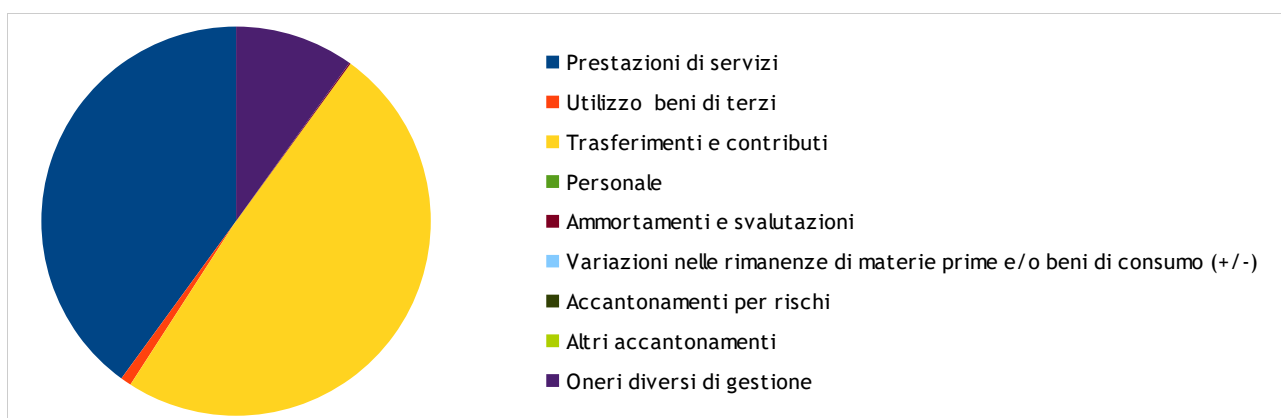 Prestazioni di servizi
Utilizzo beni di terzi
Trasferimenti e contributi
Personale
Ammortamenti e svalutazioni
Variazioni nelle rimanenze di materie prime e/o beni di consumo (+/-)
Accantonamenti per rischi
Altri accantonamenti
Oneri diversi di gestione